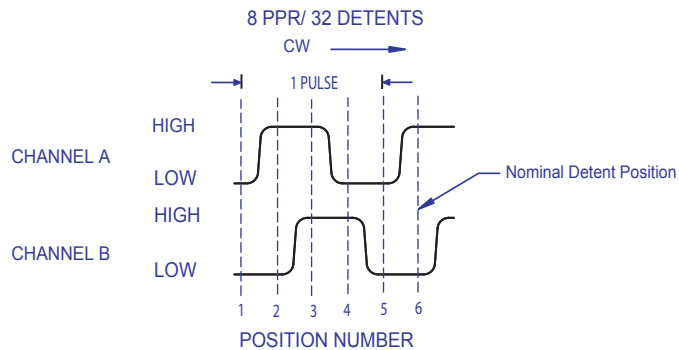 8 PPR/ 32 DETENTS
CW
1 PULSE
HIGH
CHANNEL A
LOW
Nominal Detent Position
HIGH
CHANNEL B
LOW
1 2 3 4 5 6
POSITION NUMBER